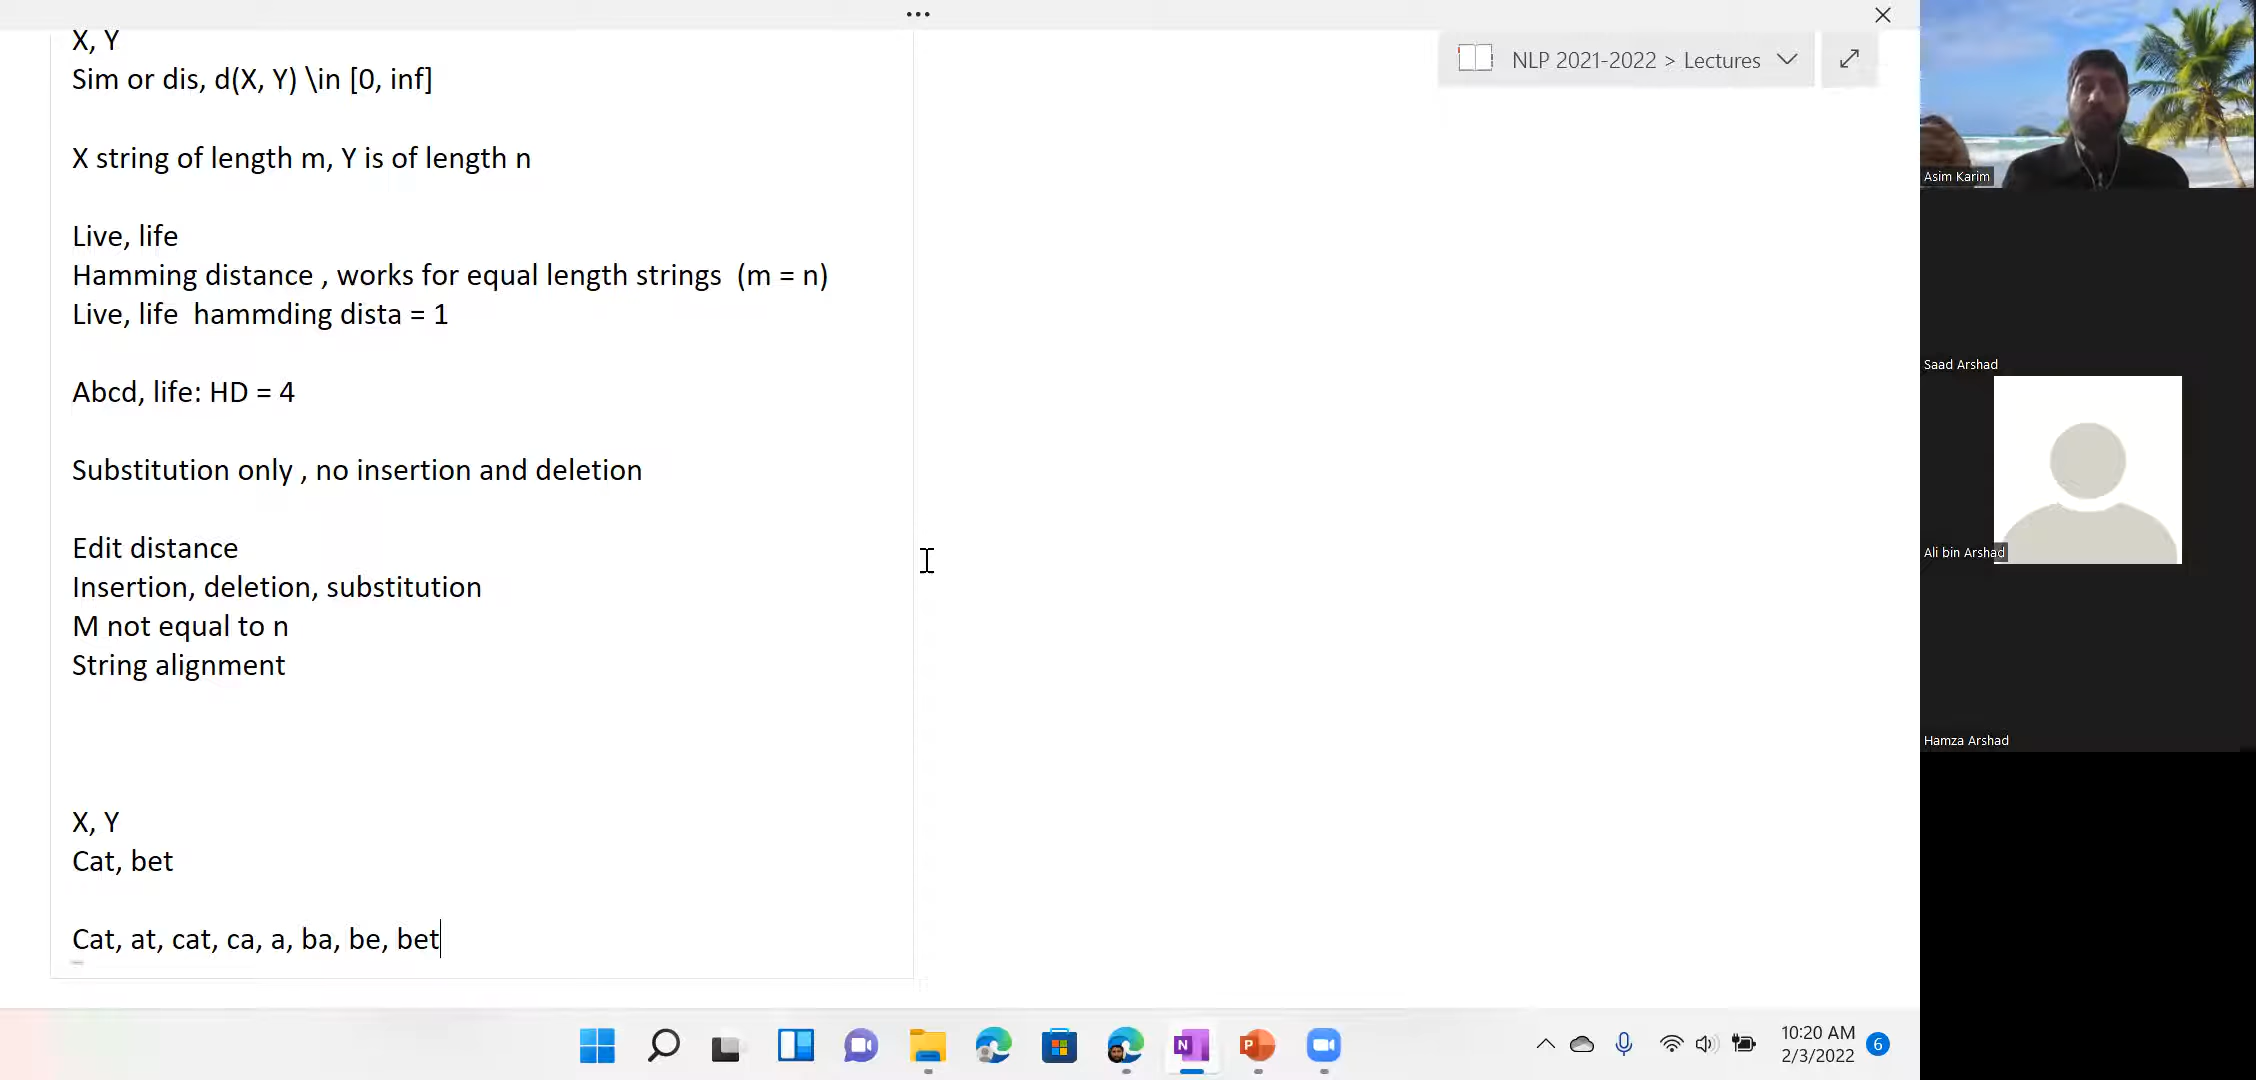 X, Y
Sim or dis, d(X, Y) \in [0, inf]
X string of length m, Y is of length n
Live, life
Hamming distance , works for equal length strings  (m = n)
Live, life  hammding dista = 1
Abcd, life: HD = 4
Substitution only , no insertion and deletion
Edit distance
Insertion, deletion, substitution
M not equal to n
String alignment
X, Y
Cat, bet
Cat, at, cat, ca, a, ba, be, bet
NLP 2021-2022 > Lectures
Asim Karim
Saad Arshad
Ali bin Arshad
Hamza Arshad
N
P
10:20 AM
2/3/2022
6